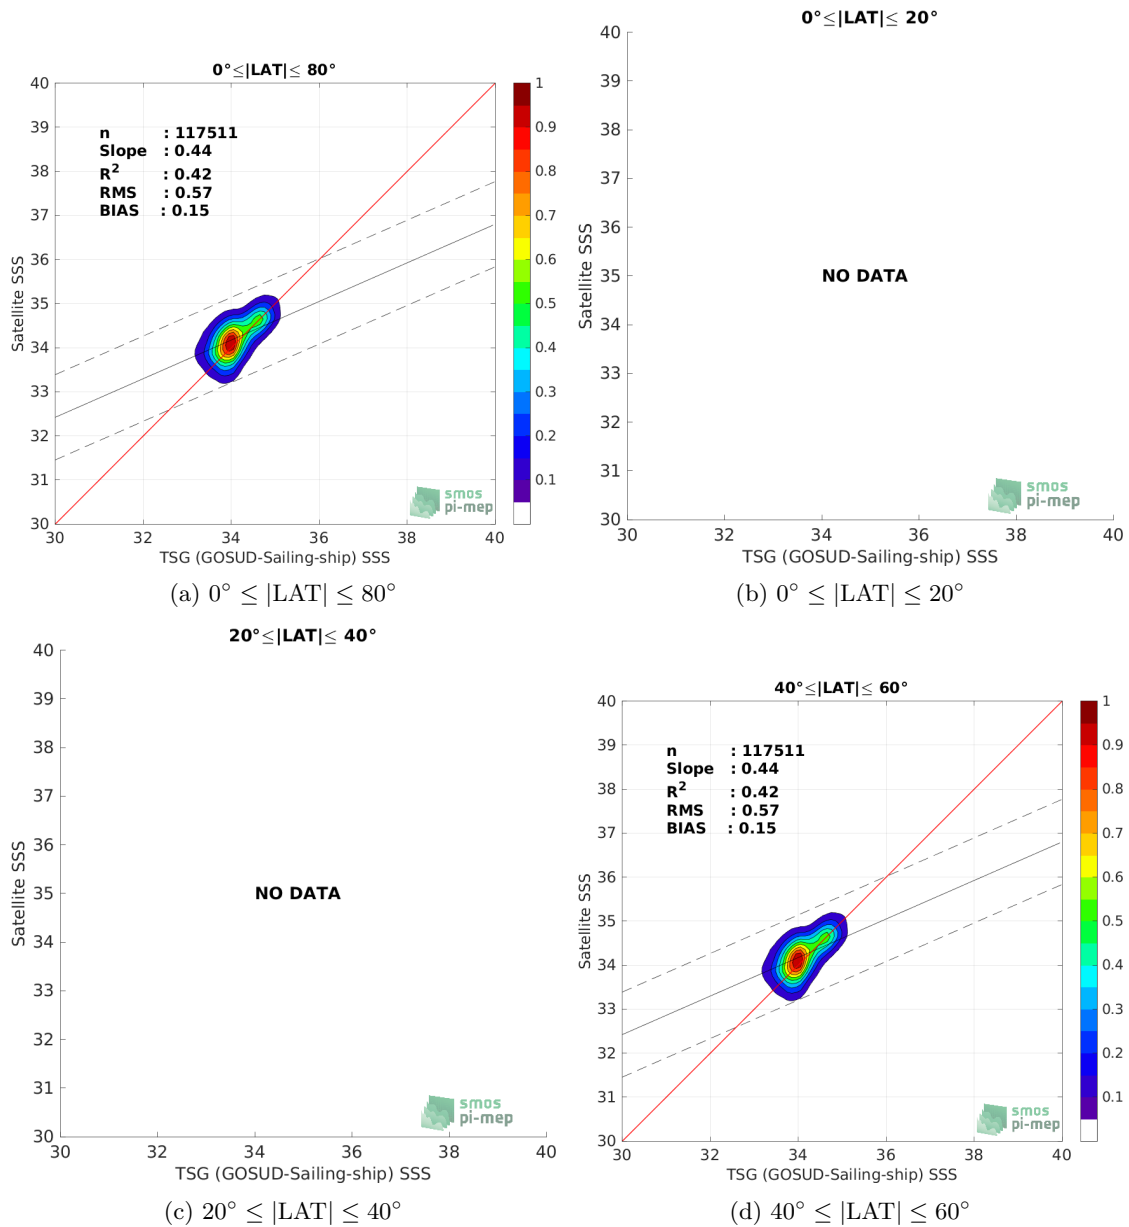 0°≤|LAT|≤ 80°
40
39
38
37
36
35
34
33
32
31
30
Satellite SSS
n : 117511
Slope : 0.44
R² : 0.42
RMS : 0.57
BIAS : 0.15
1
0.9
0.8
0.7
0.6
0.5
0.4
0.3
0.2
0.1
smos
pi-mep
30 32 34 36 38 40
TSG (GOSUD-Sailing-ship) SSS
(a) 0° ≤ |LAT| ≤ 80°
0°≤|LAT|≤ 20°
40
39
38
37
36
35
34
33
32
31
30
Satellite SSS
NO DATA
smos
pi-mep
30 32 34 36 38 40
TSG (GOSUD-Sailing-ship) SSS
(b) 0° ≤ |LAT| ≤ 20°
20°≤|LAT|≤ 40°
40
39
38
37
36
35
34
33
32
31
30
Satellite SSS
NO DATA
smos
pi-mep
30 32 34 36 38 40
TSG (GOSUD-Sailing-ship) SSS
(c) 20° ≤ |LAT| ≤ 40°
40°≤|LAT|≤ 60°
40
39
38
37
36
35
34
33
32
31
30
Satellite SSS
n : 117511
Slope : 0.44
R² : 0.42
RMS : 0.57
BIAS : 0.15
1
0.9
0.8
0.7
0.6
0.5
0.4
0.3
0.2
0.1
smos
pi-mep
30 32 34 36 38 40
TSG (GOSUD-Sailing-ship) SSS
(d) 40° ≤ |LAT| ≤ 60°